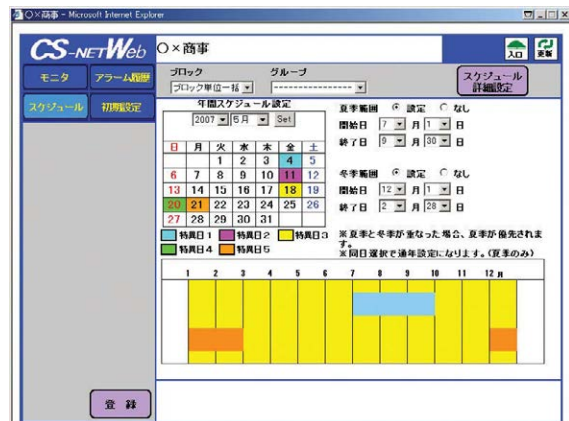 〇×商事 - Microsoft Internet Explorer
CS-NETWeb
〇×商事
入口
更新
モニタ
アラーム履歴
スケジュール
初期設定
ブロック
グループ
ブロック単位一括
スケジュール
詳細設定
年間スケジュール設定
2007
5月
Set
日 月 火 水 木 金 土
1 2 3 4 5
6 7 8 9 10 11 12
13 14 15 16 17 18 19
20 21 22 23 24 25 26
27 28 29 30 31
特異日1 特異日2 特異日3
特異日4 特異日5
夏季範囲 設定 なし
開始日 7 月 1 日
終了日 9 月 30 日
冬季範囲 設定 なし
開始日 12 月 1 日
終了日 2 月 28 日
※夏季と冬季が重なった場合、夏季が優先されま
す。
※同日選択で通年設定になります。(夏季のみ)
1 2 3 4 5 6 7 8 9 10 11 12 月
登録